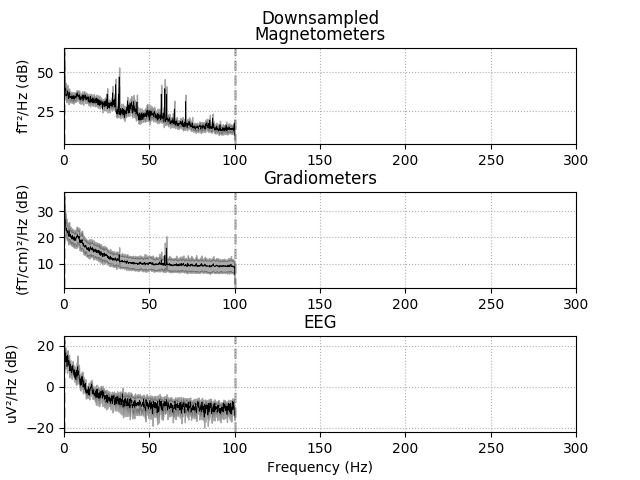 Downsampled
Magnetometers
fT²/Hz (dB)
50
25
0 50 100 150 200 250 300
Gradiometers
(fT/cm)²/Hz (dB)
30
20
10
0 50 100 150 200 250 300
EEG
uV²/Hz (dB)
20
0
−20
0 50 100 150 200 250 300
Frequency (Hz)